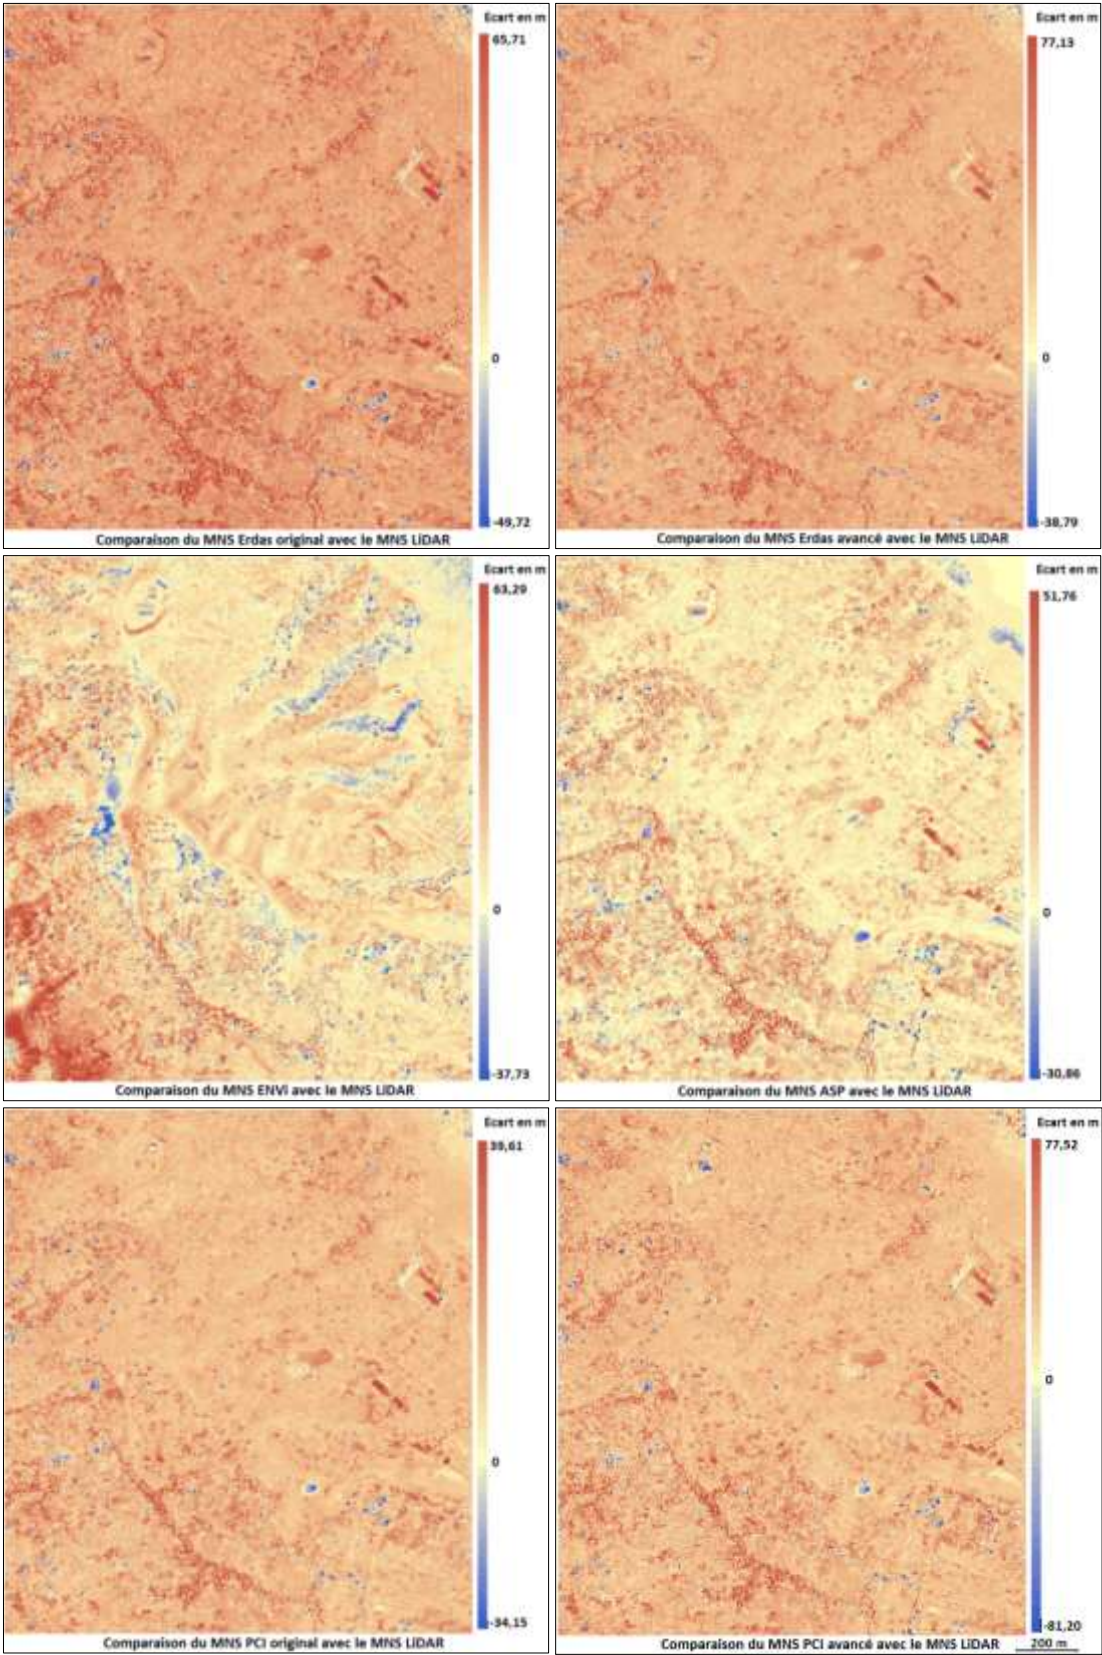 Ecart en m
65,71
0
-49,72
Comparaison du MNS Erdas original avec le MNS LiDAR
Ecart en m
77,13
0
-38,79
Comparaison du MNS Erdas avancé avec le MNS LiDAR
Ecart en m
63,29
0
-37,73
Comparaison du MNS ENVI avec le MNS LiDAR
Ecart en m
51,76
0
-30,86
Comparaison du MNS ASP avec le MNS LiDAR
Ecart en m
39,61
0
-34,15
Comparaison du MNS PCI original avec le MNS LiDAR
Ecart en m
77,52
0
-81,20
Comparaison du MNS PCI avancé avec le MNS LiDAR
200 m